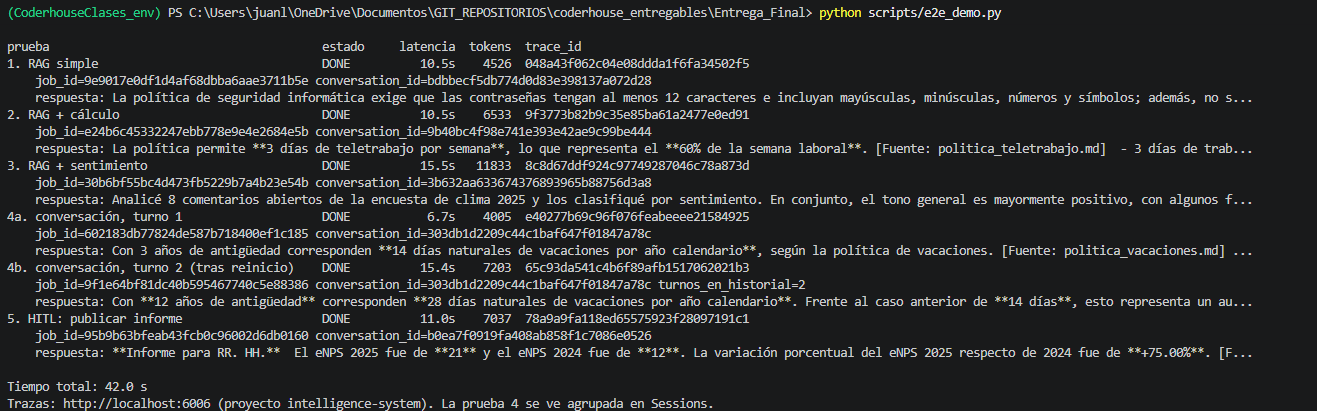 (CoderhouseClases_env) PS C:\Users\juanl\OneDrive\Documentos\GIT_REPOSITORIOS\coderhouse_entregables\Entrega_Final> python scripts/e2e_demo.py
prueba estado latencia tokens trace_id
1. RAG simple DONE 10.5s 4526 048a43f062c04e08ddda1f6fa34502f5
job_id=9e9017e0df1d4af68dbba6aae3711b5e conversation_id=bdbbecf5db774d0d83e398137a072d28
respuesta: La política de seguridad informática exige que las contraseñas tengan al menos 12 caracteres e incluyan mayúsculas, minúsculas, números y símbolos; además, no s...
2. RAG + cálculo DONE 10.5s 6533 9f3773b82b9c35e85ba61a2477e0ed91
job_id=e24b6c45332247ebb778e9e4e2684e5b conversation_id=9b40bc4f98e741e393e42ae9c99be444
respuesta: La política permite **3 días de teletrabajo por semana**, lo que representa el **60% de la semana laboral**. [Fuente: politica_teletrabajo.md]  - 3 días de trab...
3. RAG + sentimiento DONE 15.5s 11833 8c8d67ddf924c97749287046c78a873d
job_id=30b6bf55bc4d473fb5229b7a4b23e54b conversation_id=3b632aa633674376893965b88756d3a8
respuesta: Analicé 8 comentarios abiertos de la encuesta de clima 2025 y los clasifiqué por sentimiento. En conjunto, el tono general es mayormente positivo, con algunos f...
4a. conversación, turno 1 DONE 6.7s 4005 e40277b69c96f076feabeeee21584925
job_id=602183db77824de587b718400ef1c185 conversation_id=303db1d2209c44c1baf647f01847a78c
respuesta: Con 3 años de antigüedad corresponden **14 días naturales de vacaciones por año calendario**, según la política de vacaciones. [Fuente: politica_vacaciones.md] ...
4b. conversación, turno 2 (tras reinicio) DONE 15.4s 7203 65c93da541c4b6f89afb1517062021b3
job_id=9f1e64bf81dc40b595467740c5e88386 conversation_id=303db1d2209c44c1baf647f01847a78c turnos_en_historial=2
respuesta: Con **12 años de antigüedad** corresponden **28 días naturales de vacaciones por año calendario**. Frente al caso anterior de **14 días**, esto representa un au...
5. HITL: publicar informe DONE 11.0s 7037 78a9a9fa118ed65575923f28097191c1
job_id=95b9b63bfeab43fcb0c96002d6db0160 conversation_id=b0ea7f0919fa408ab858f1c7086e0526
respuesta: **Informe para RR. HH.**  El eNPS 2025 fue de **21** y el eNPS 2024 fue de **12**. La variación porcentual del eNPS 2025 respecto de 2024 fue de **+75.00%**. [F...
Tiempo total: 42.0 s
Trazas: http://localhost:6006 (proyecto intelligence-system). La prueba 4 se ve agrupada en Sessions.